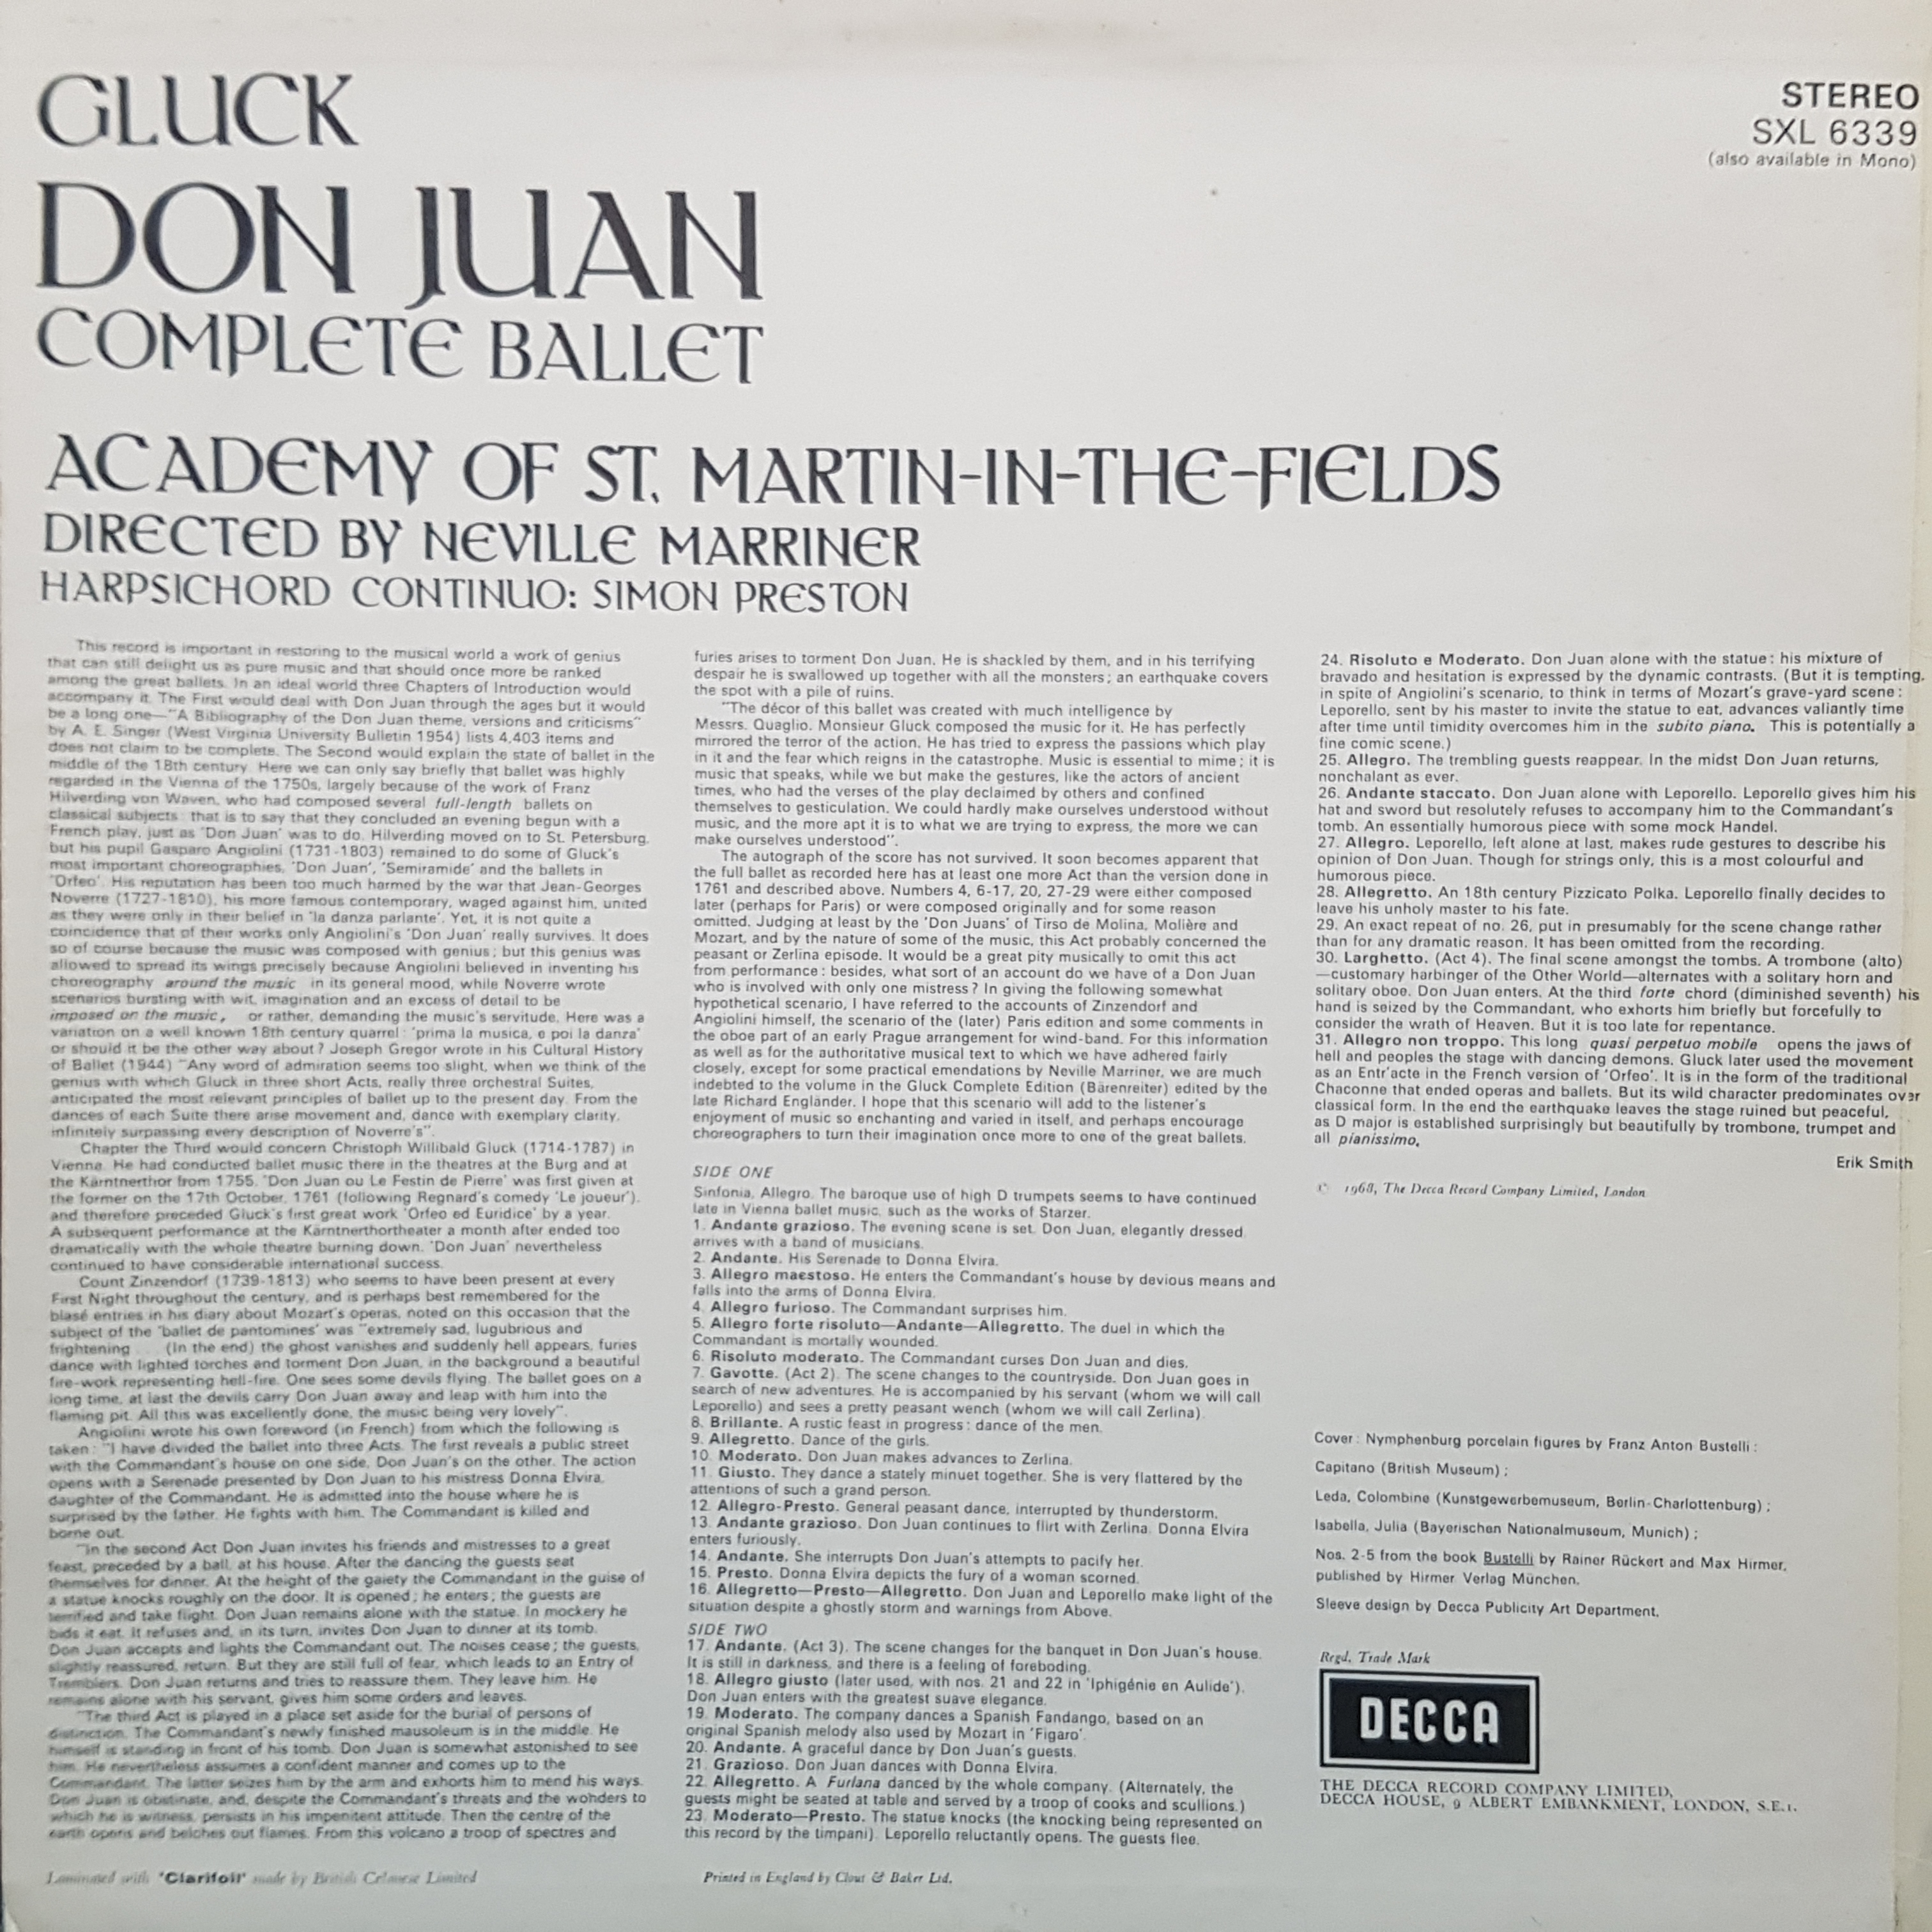 GLUCK
DON JUAN
COMPLETE BALLET
STEREO
SXL 6339
(also available in Mono)
ACADEMY OF ST. MARTIN-IN-THE-FIELDS
DIRECTED BY NEVILLE MARRINER
HARPSICHORD CONTINUO: SIMON PRESTON
This record is important in restoring to the musical world a work of genius
that can still delight us as pure music and that should once more be ranked
among the great ballets. In an ideal world three Chapters of Introduction would
accompany it. The First would deal with Don Juan through the ages but it would
be a long one—"A Bibliography of the Don Juan theme, versions and criticisms"
by A. E. Singer (West Virginia University Bulletin 1954) lists 4,403 items and
does not claim to be complete. The Second would explain the state of ballet in the
middle of the 18th century. Here we can only say briefly that ballet was highly
regarded in the Vienna of the 1750s, largely because of the work of Franz
Hilverding von Waven, who had composed several full-length ballets on
classical subjects: that is to say that they concluded an evening begun with a
French play, just as 'Don Juan' was to do. Hilverding moved on to St. Petersburg,
but his pupil Gasparo Angiolini (1731-1803) remained to do some of Gluck's
most important choreographies, 'Don Juan', 'Semiramide' and the ballets in
'Orfeo'. His reputation has been too much harmed by the war that Jean-Georges
Noverre (1727-1810), his more famous contemporary, waged against him, united
as they were only in their belief in 'la danza parlante'. Yet, it is not quite a
coincidence that of their works only Angiolini's 'Don Juan' really survives. It does
so of course because the music was composed with genius; but this genius was
allowed to spread its wings precisely because Angiolini believed in inventing his
choreography around the music in its general mood, while Noverre wrote
scenarios bursting with wit, imagination and an excess of detail to be
imposed on the music, or rather, demanding the music's servitude. Here was a
variation on a well known 18th century quarrel: 'prima la musica, e poi la danza'
or should it be the other way about? Joseph Gregor wrote in his Cultural History
of Ballet (1944) "Any word of admiration seems too slight, when we think of the
genius with which Gluck in three short Acts, really three orchestral Suites,
anticipated the most relevant principles of ballet up to the present day. From the
dances of each Suite there arise movement and, dance with exemplary clarity,
infinitely surpassing every description of Noverre's".
Chapter the Third would concern Christoph Willibald Gluck (1714-1787) in
Vienna. He had conducted ballet music there in the theatres at the Burg and at
the Kärntnerthor from 1755. 'Don Juan ou Le Festin de Pierre' was first given at
the former on the 17th October, 1761 (following Regnard's comedy 'Le joueur'),
and therefore preceded Gluck's first great work 'Orfeo ed Euridice' by a year.
A subsequent performance at the Karntnerthortheater a month after ended too
dramatically with the whole theatre burning down. 'Don Juan' nevertheless
continued to have considerable international success.
Count Zinzendorf (1739-1813) who seems to have been present at every
First Night throughout the century, and is perhaps best remembered for the
blasé entries in his diary about Mozart's operas, noted on this occasion that the
subject of the 'ballet de pantomines' was "extremely sad, lugubrious and
frightening . . . (In the end) the ghost vanishes and suddenly hell appears, furies
dance with lighted torches and torment Don Juan, in the background a beautiful
fire-work representing hell-fire. One sees some devils flying. The ballet goes on a
long time, at last the devils carry Don Juan away and leap with him into the
flaming pit. All this was excellently done, the music being very lovely".
Angiolini wrote his own foreword (in French) from which the following is
taken: "I have divided the ballet into three Acts. The first reveals a public street
with the Commandant's house on one side, Don Juan's on the other. The action
opens with a Serenade presented by Don Juan to his mistress Donna Elvira,
daughter of the Commandant. He is admitted into the house where he is
surprised by the father. He fights with him. The Commandant is killed and
borne out.
"In the second Act Don Juan invites his friends and mistresses to a great
feast, preceded by a ball, at his house. After the dancing the guests seat
themselves for dinner. At the height of the gaiety the Commandant in the guise of
a statue knocks roughly on the door. It is opened; he enters; the guests are
terrified and take flight. Don Juan remains alone with the statue. In mockery he
bids it eat. It refuses and, in its turn, invites Don Juan to dinner at its tomb.
Don Juan accepts and lights the Commandant out. The noises cease; the guests,
slightly reassured, return. But they are still full of fear, which leads to an Entry of
Tremblers. Don Juan returns and tries to reassure them. They leave him. He
remains alone with his servant, gives him some orders and leaves.
"The third Act is played in a place set aside for the burial of persons of
distinction. The Commandant's newly finished mausoleum is in the middle. He
himself is standing in front of his tomb. Don Juan is somewhat astonished to see
him. He nevertheless assumes a confident manner and comes up to the
Commandant. The latter seizes him by the arm and exhorts him to mend his ways.
Don Juan is obstinate, and, despite the Commandant's threats and the wonders to
which he is witness, persists in his impenitent attitude. Then the centre of the
earth opens and belches out flames. From this volcano a troop of spectres and
furies arises to torment Don Juan. He is shackled by them, and in his terrifying
despair he is swallowed up together with all the monsters; an earthquake covers
the spot with a pile of ruins.
"The décor of this ballet was created with much intelligence by
Messrs. Quaglio. Monsieur Gluck composed the music for it. He has perfectly
mirrored the terror of the action. He has tried to express the passions which play
in it and the fear which reigns in the catastrophe. Music is essential to mime; it is
music that speaks, while we but make the gestures, like the actors of ancient
times, who had the verses of the play declaimed by others and confined
themselves to gesticulation. We could hardly make ourselves understood without
music, and the more apt it is to what we are trying to express, the more we can
make ourselves understood".
The autograph of the score has not survived. It soon becomes apparent that
the full ballet as recorded here has at least one more Act than the version done in
1761 and described above. Numbers 4, 6-17, 20, 27-29 were either composed
later (perhaps for Paris) or were composed originally and for some reason
omitted. Judging at least by the 'Don Juans' of Tirso de Molina, Molière and
Mozart, and by the nature of some of the music, this Act probably concerned the
peasant or Zerlina episode. It would be a great pity musically to omit this act
from performance: besides, what sort of an account do we have of a Don Juan
who is involved with only one mistress? In giving the following somewhat
hypothetical scenario, I have referred to the accounts of Zinzendorf and
Angiolini himself, the scenario of the (later) Paris edition and some comments in
the oboe part of an early Prague arrangement for wind-band. For this information
as well as for the authoritative musical text to which we have adhered fairly
closely, except for some practical emendations by Neville Marriner, we are much
indebted to the volume in the Gluck Complete Edition (Bärenreiter) edited by the
late Richard Engländer. I hope that this scenario will add to the listener's
enjoyment of music so enchanting and varied in itself, and perhaps encourage
choreographers to turn their imagination once more to one of the great ballets.
SIDE ONE
Sinfonia, Allegro. The baroque use of high D trumpets seems to have continued
late in Vienna ballet music, such as the works of Starzer.
1. Andante grazioso. The evening scene is set. Don Juan, elegantly dressed
arrives with a band of musicians.
2. Andante. His Serenade to Donna Elvira.
3. Allegro maestoso. He enters the Commandant's house by devious means and
falls into the arms of Donna Elvira.
4. Allegro furioso. The Commandant surprises him.
5. Allegro forte risoluto—Andante—Allegretto. The duel in which the
Commandant is mortally wounded.
6. Risoluto moderato. The Commandant curses Don Juan and dies.
7. Gavotte. (Act 2). The scene changes to the countryside. Don Juan goes in
search of new adventures. He is accompanied by his servant (whom we will call
Leporello) and sees a pretty peasant wench (whom we will call Zerlina).
8. Brillante. A rustic feast in progress: dance of the men.
9. Allegretto. Dance of the girls.
10. Moderato. Don Juan makes advances to Zerlina.
11. Giusto. They dance a stately minuet together. She is very flattered by the
attentions of such a grand person.
12. Allegro-Presto. General peasant dance, interrupted by thunderstorm.
13. Andante grazioso. Don Juan continues to flirt with Zerlina. Donna Elvira
enters furiously.
14. Andante. She interrupts Don Juan's attempts to pacify her.
15. Presto. Donna Elvira depicts the fury of a woman scorned.
16. Allegretto—Presto—Allegretto. Don Juan and Leporello make light of the
situation despite a ghostly storm and warnings from Above.
SIDE TWO
17. Andante. (Act 3). The scene changes for the banquet in Don Juan's house.
It is still in darkness, and there is a feeling of foreboding.
18. Allegro giusto (later used, with nos. 21 and 22 in 'Iphigénie en Aulide').
Don Juan enters with the greatest suave elegance.
19. Moderato. The company dances a Spanish Fandango, based on an
original Spanish melody also used by Mozart in 'Figaro'.
20. Andante. A graceful dance by Don Juan's guests.
21. Grazioso. Don Juan dances with Donna Elvira.
22. Allegretto. A Furlana danced by the whole company. (Alternately, the
guests might be seated at table and served by a troop of cooks and scullions.)
23. Moderato—Presto. The statue knocks (the knocking being represented on
this record by the timpani). Leporello reluctantly opens. The guests flee.
24. Risoluto e Moderato. Don Juan alone with the statue: his mixture of
bravado and hesitation is expressed by the dynamic contrasts. (But it is tempting,
in spite of Angiolini's scenario, to think in terms of Mozart's grave-yard scene:
Leporello, sent by his master to invite the statue to eat, advances valiantly time
after time until timidity overcomes him in the subito piano. This is potentially a
fine comic scene.)
25. Allegro. The trembling guests reappear. In the midst Don Juan returns,
nonchalant as ever.
26. Andante staccato. Don Juan alone with Leporello. Leporello gives him his
hat and sword but resolutely refuses to accompany him to the Commandant's
tomb. An essentially humorous piece with some mock Handel.
27. Allegro. Leporello, left alone at last, makes rude gestures to describe his
opinion of Don Juan. Though for strings only, this is a most colourful and
humorous piece.
28. Allegretto. An 18th century Pizzicato Polka. Leporello finally decides to
leave his unholy master to his fate.
29. An exact repeat of no. 26, put in presumably for the scene change rather
than for any dramatic reason. It has been omitted from the recording.
30. Larghetto. (Act 4). The final scene amongst the tombs. A trombone (alto)
—customary harbinger of the Other World—alternates with a solitary horn and
solitary oboe. Don Juan enters. At the third forte chord (diminished seventh) his
hand is seized by the Commandant, who exhorts him briefly but forcefully to
consider the wrath of Heaven. But it is too late for repentance.
31. Allegro non troppo. This long quasi perpetuo mobile opens the jaws of
hell and peoples the stage with dancing demons. Gluck later used the movement
as an Entr'acte in the French version of 'Orfeo'. It is in the form of the traditional
Chaconne that ended operas and ballets. But its wild character predominates over
classical form. In the end the earthquake leaves the stage ruined but peaceful,
as D major is established surprisingly but beautifully by trombone, trumpet and
all pianissimo.
Erik Smith
© 1968, The Decca Record Company Limited, London
Cover: Nymphenburg porcelain figures by Franz Anton Bustelli:
Capitano (British Museum);
Leda, Colombine (Kunstgewerbemuseum, Berlin-Charlottenburg);
Isabella, Julia (Bayerischen Nationalmuseum, Munich);
Nos. 2-5 from the book Bustelli by Rainer Rückert and Max Hirmer,
published by Hirmer Verlag München.
Sleeve design by Decca Publicity Art Department.
Regd. Trade Mark
DECCA
THE DECCA RECORD COMPANY LIMITED,
DECCA HOUSE, 9 ALBERT EMBANKMENT, LONDON, S.E.1.
Laminated with 'Clarifoil' made by British Celanese Limited
Printed in England by Clout & Baker Ltd.